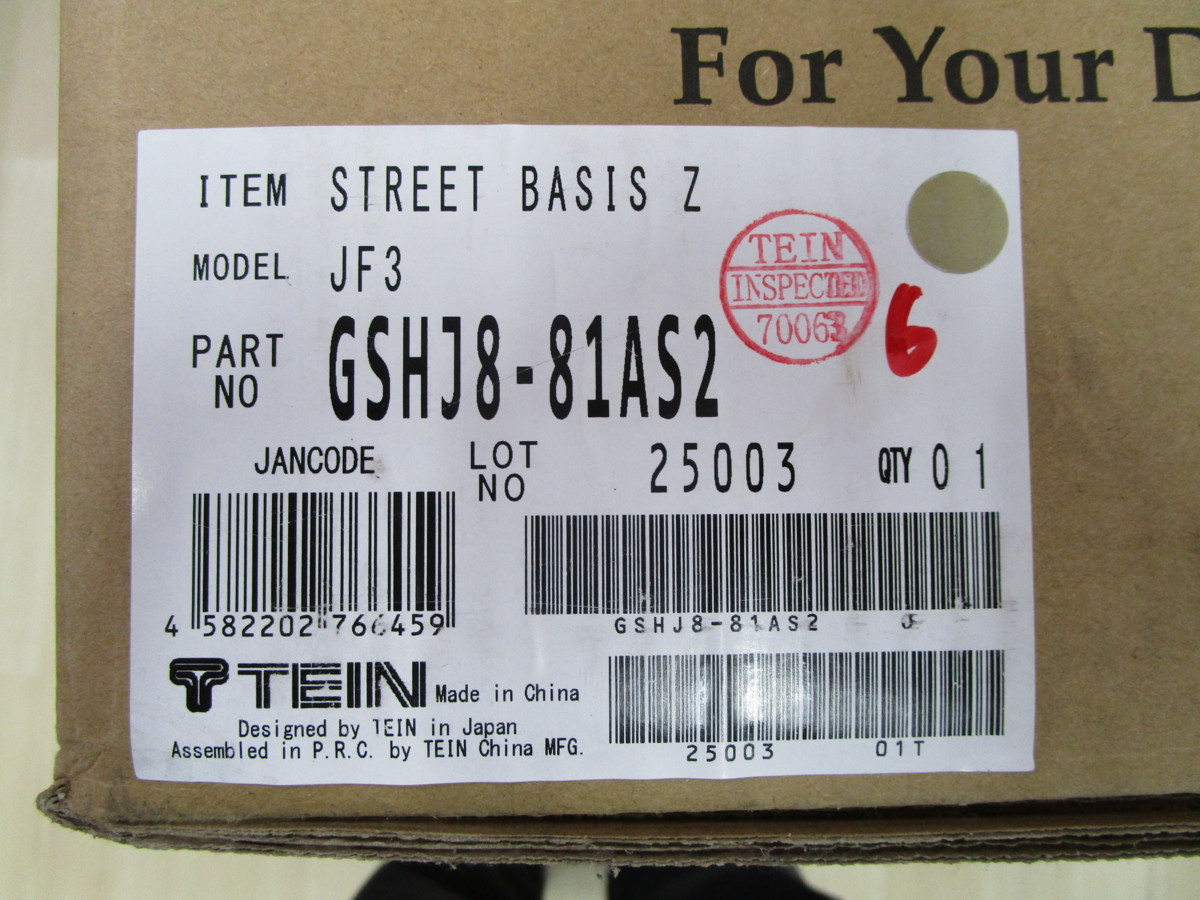 For Your D
ITEM STREET BASIS Z
MODEL JF3
TEIN
INSPECTED
PART NO GSHJ8-81AS2
6
JANCODE LOT NO 25003 QTY 01
4 582202 766459
GSHJ8-81AS2 J
TEIN Made in China
Designed by TEIN in Japan
Assembled in P.R.C. by TEIN China MFG.
25003 01T